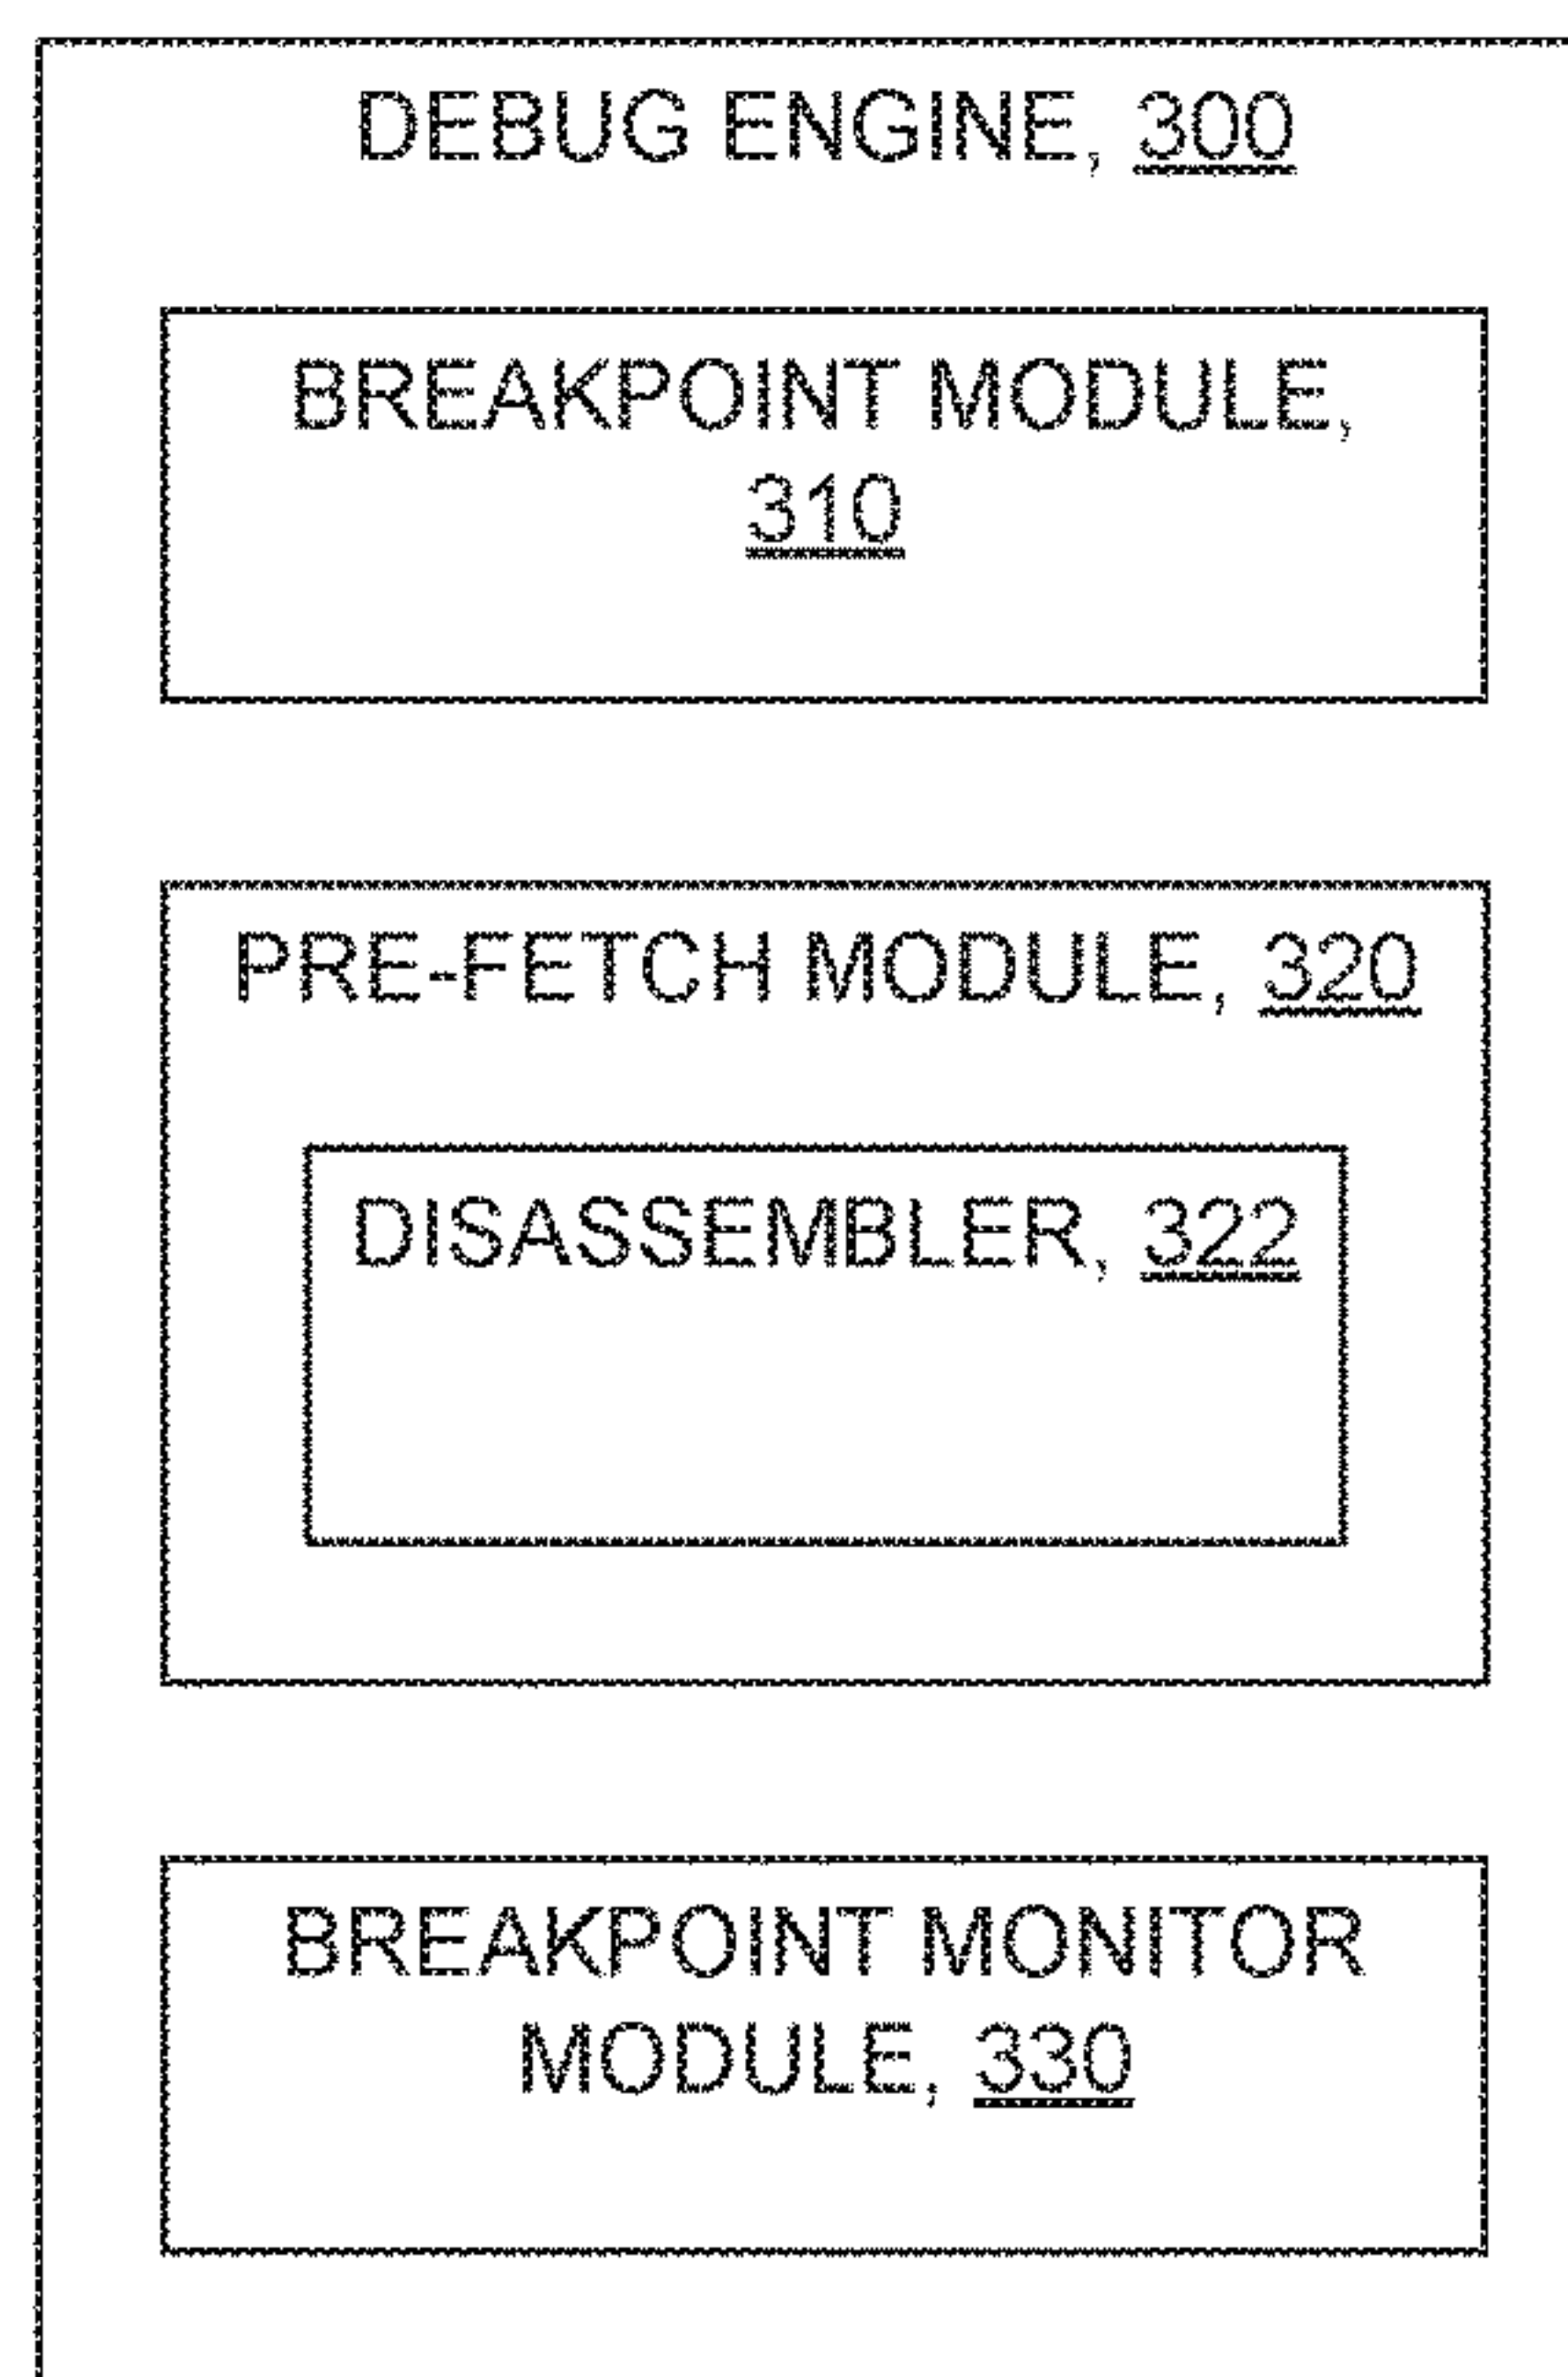 DEBUG ENGINE, 300
BREAKPOINT MODULE,
310
PRE-FETCH MODULE, 320
DISASSEMBLER, 322
BREAKPOINT MONITOR
MODULE, 330